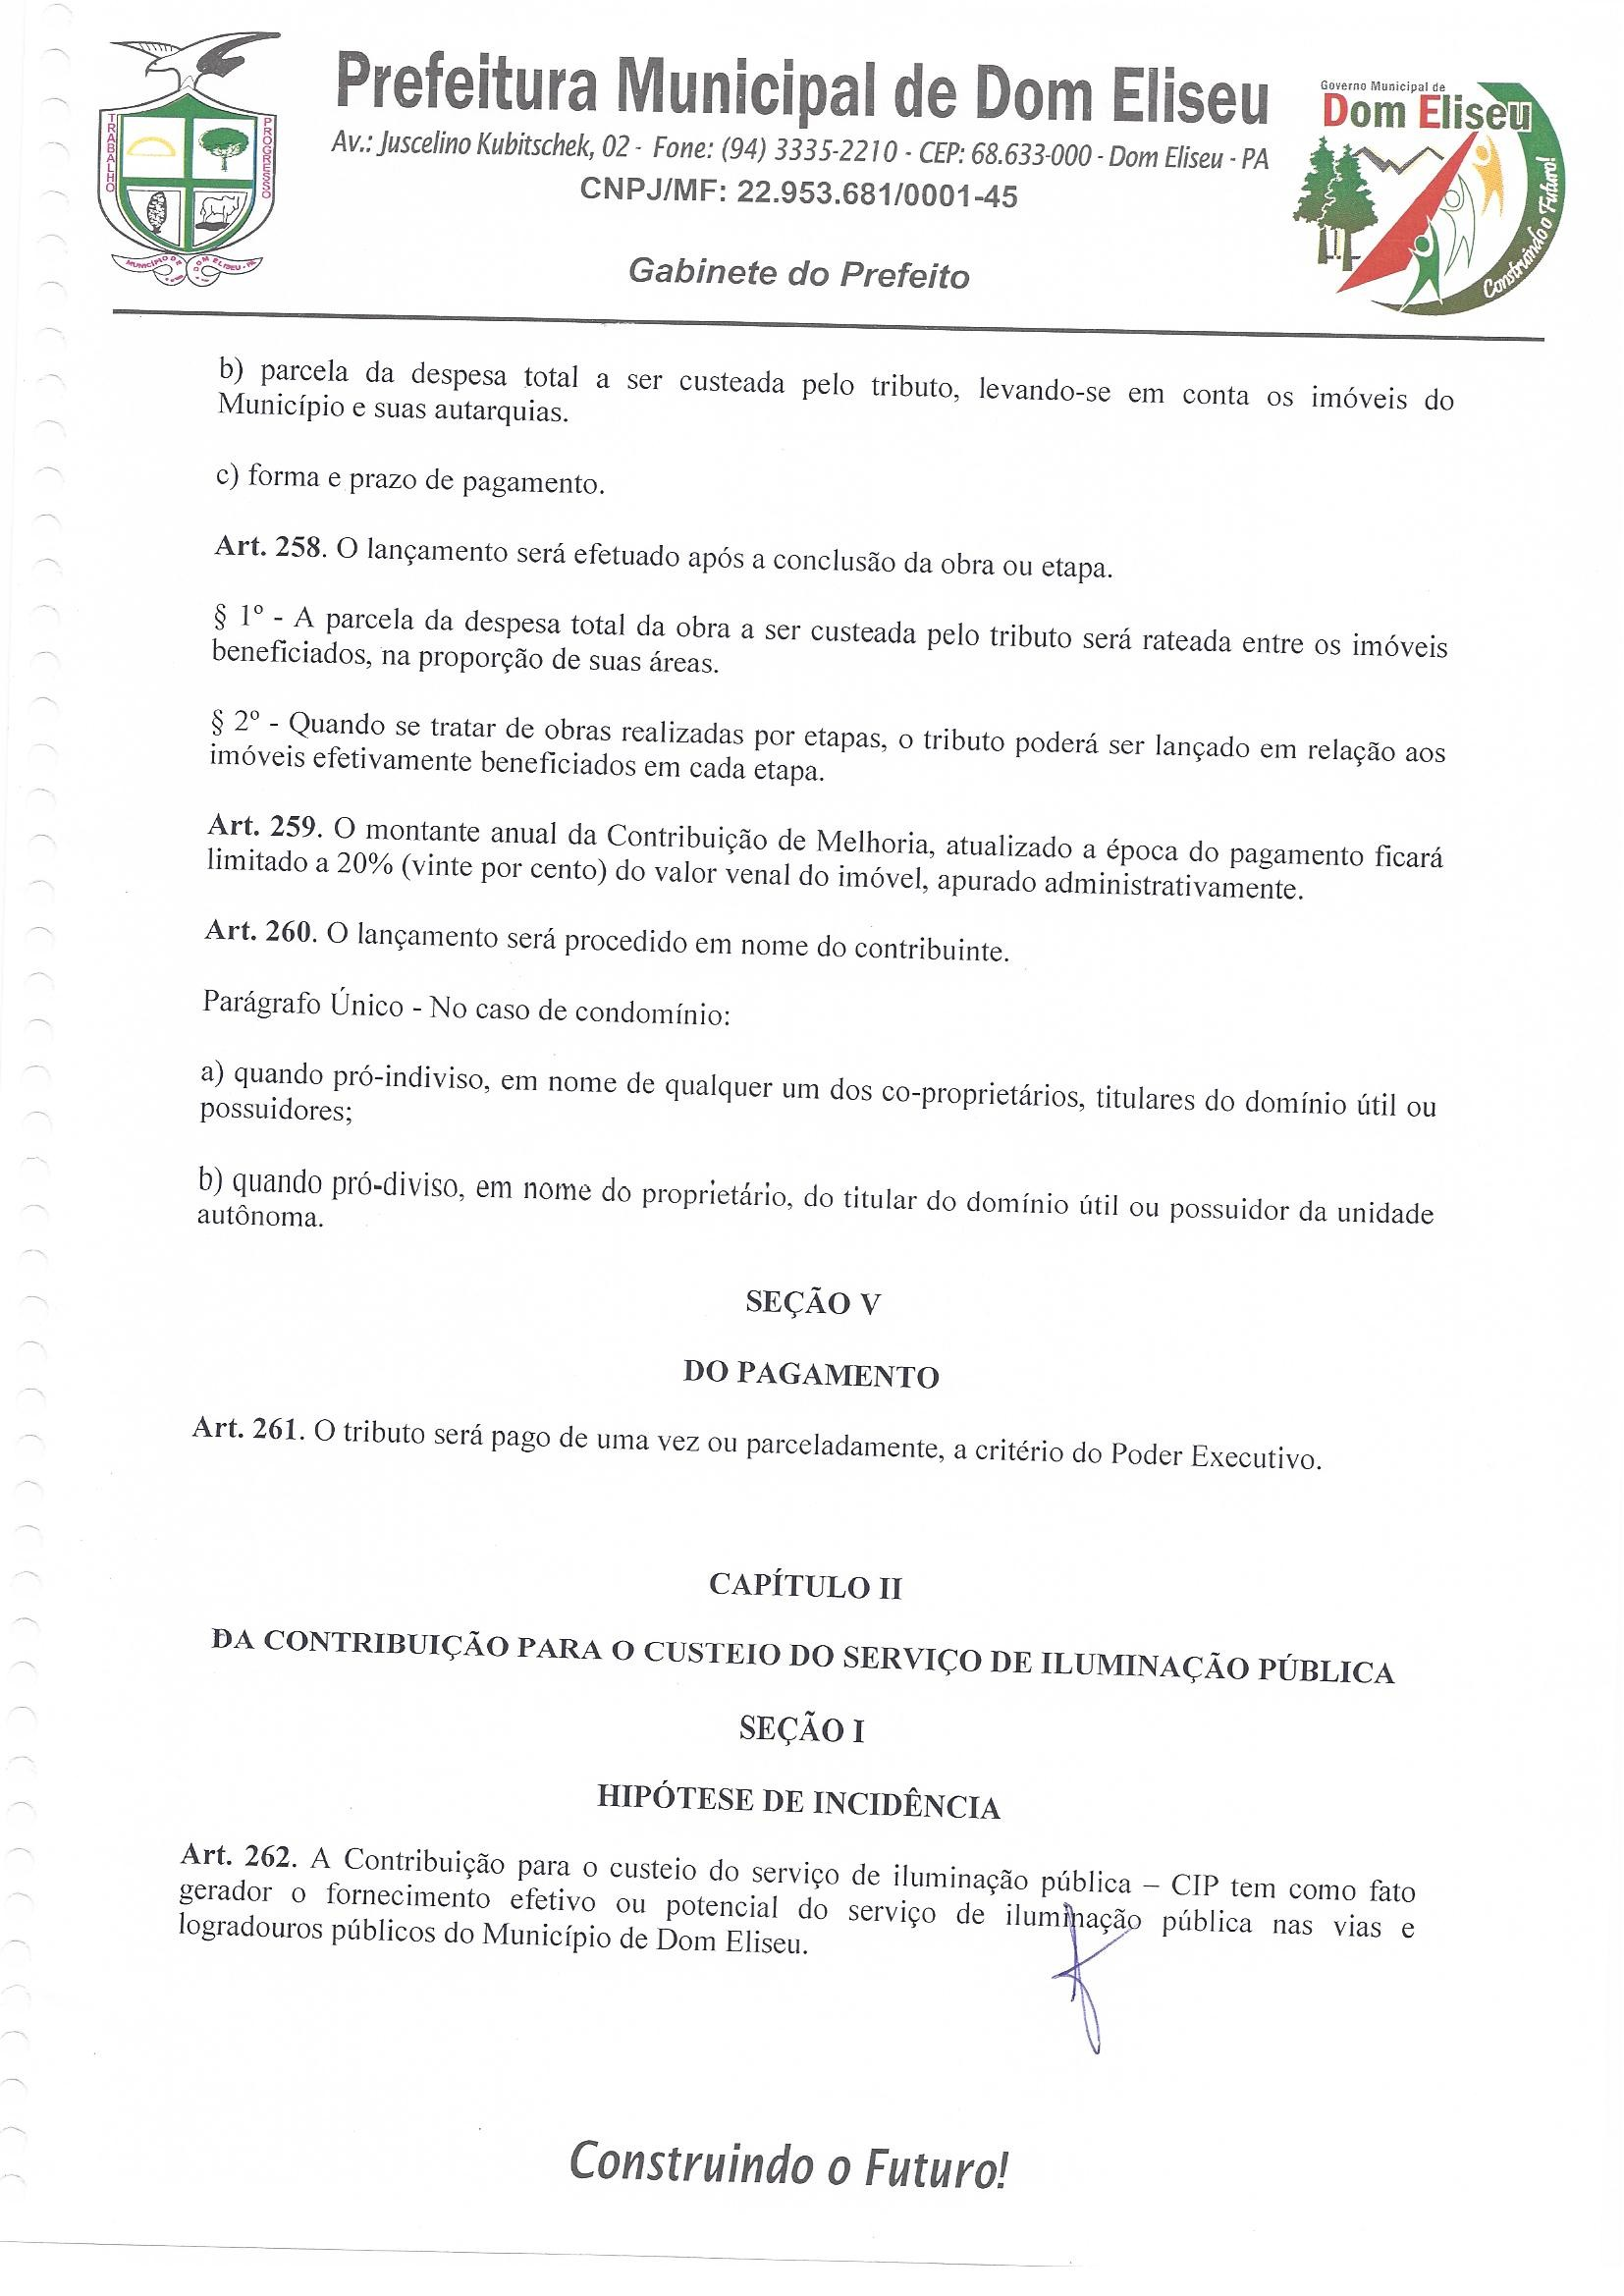 Prefeitura Municipal de Dom Eliseu
Av.: Juscelino Kubitschek, 02 - Fone: (94) 3335-2210 - CEP: 68.633-000 - Dom Eliseu - PA
CNPJ/MF: 22.953.681/0001-45
Gabinete do Prefeito
TRABALHO
PROGRESSO
MUNICÍPIO DE DOM ELISEU - PA
Governo Municipal de
Dom Eliseu
Construindo o Futuro!
b) parcela da despesa total a ser custeada pelo tributo, levando-se em conta os imóveis do
Município e suas autarquias.
c) forma e prazo de pagamento.
Art. 258. O lançamento será efetuado após a conclusão da obra ou etapa.
§ 1º - A parcela da despesa total da obra a ser custeada pelo tributo será rateada entre os imóveis
beneficiados, na proporção de suas áreas.
§ 2º - Quando se tratar de obras realizadas por etapas, o tributo poderá ser lançado em relação aos
imóveis efetivamente beneficiados em cada etapa.
Art. 259. O montante anual da Contribuição de Melhoria, atualizado a época do pagamento ficará
limitado a 20% (vinte por cento) do valor venal do imóvel, apurado administrativamente.
Art. 260. O lançamento será procedido em nome do contribuinte.
Parágrafo Único - No caso de condomínio:
a) quando pró-indiviso, em nome de qualquer um dos co-proprietários, titulares do domínio útil ou
possuidores;
b) quando pró-diviso, em nome do proprietário, do titular do domínio útil ou possuidor da unidade
autônoma.
SEÇÃO V
DO PAGAMENTO
Art. 261. O tributo será pago de uma vez ou parceladamente, a critério do Poder Executivo.
CAPÍTULO II
DA CONTRIBUIÇÃO PARA O CUSTEIO DO SERVIÇO DE ILUMINAÇÃO PÚBLICA
SEÇÃO I
HIPÓTESE DE INCIDÊNCIA
Art. 262. A Contribuição para o custeio do serviço de iluminação pública – CIP tem como fato
gerador o fornecimento efetivo ou potencial do serviço de iluminação pública nas vias e
logradouros públicos do Município de Dom Eliseu.
Construindo o Futuro!